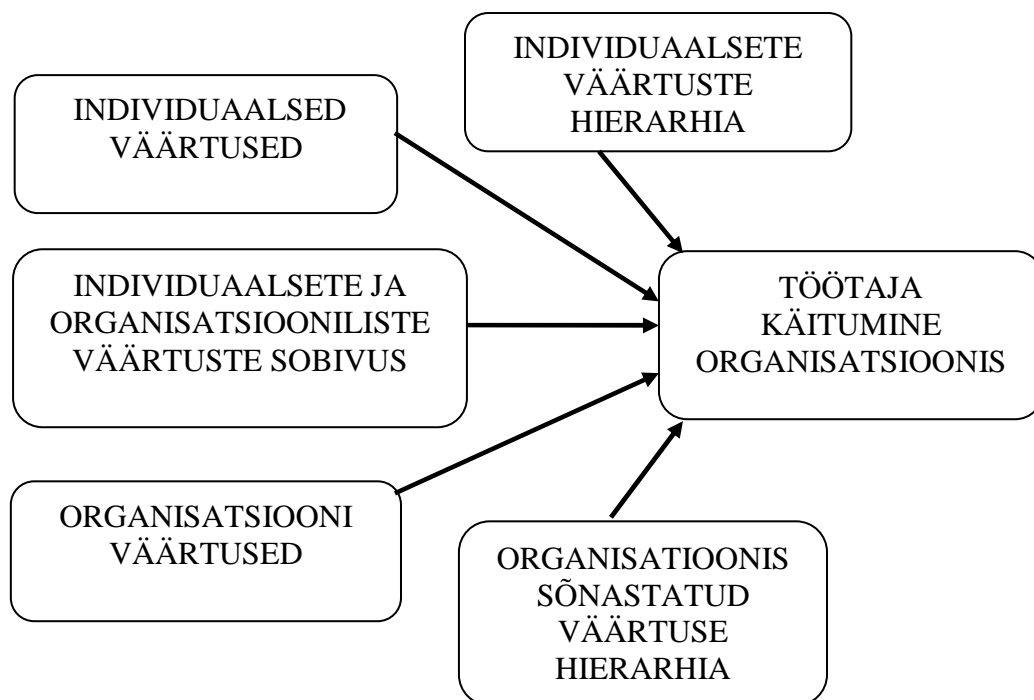 INDIVIDUAALSETE
VÄÄRTUSTE
HIERARHIA
INDIVIDUAALSED
VÄÄRTUSED
INDIVIDUAALSETE JA
ORGANISATSIOONILISTE
VÄÄRTUSTE SOBIVUS
TÖÖTAJA
KÄITUMINE
ORGANISATSIOONIS
ORGANISATSIOONI
VÄÄRTUSED
ORGANISATIOONIS
SÕNASTATUD
VÄÄRTUSE
HIERARHIA